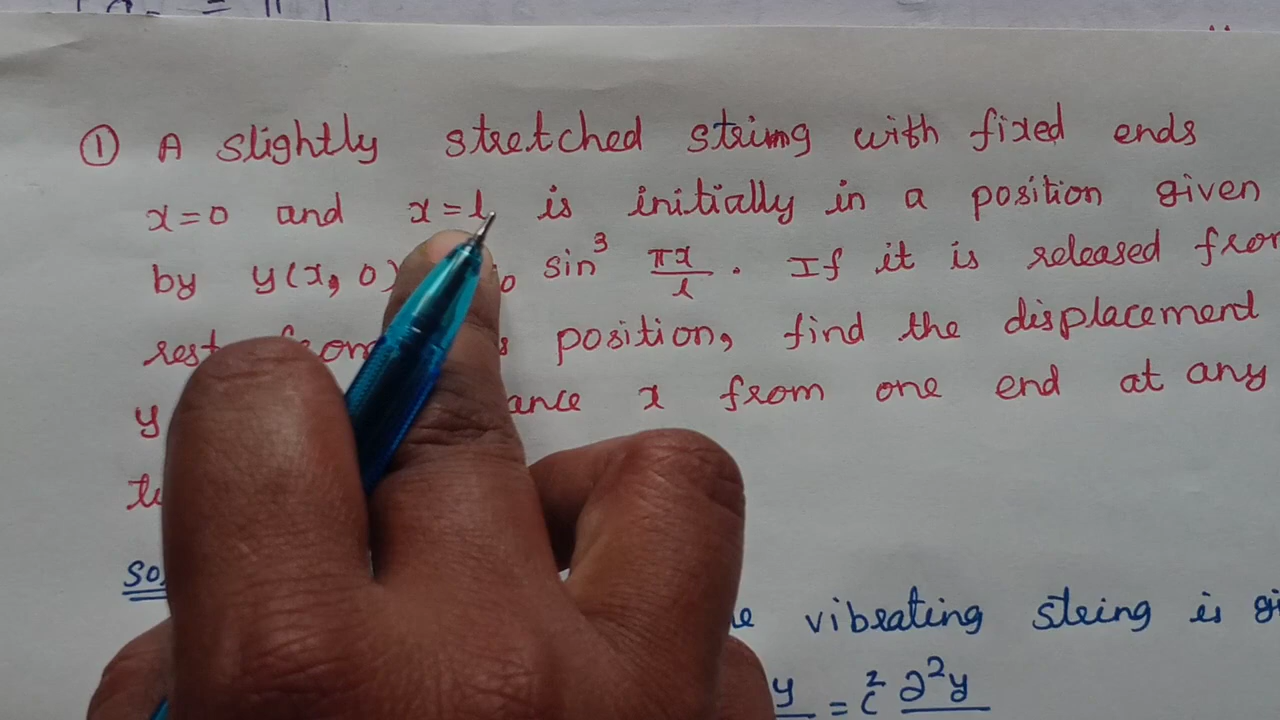 ① A slightly stretched string with fixed ends
x=0 and x=l is initially in a position given
by y(x, 0) sin³ πx/l . If it is released from
rest position, find the displacement
y x from one end at any
vibrating string is
y = c² ∂²y